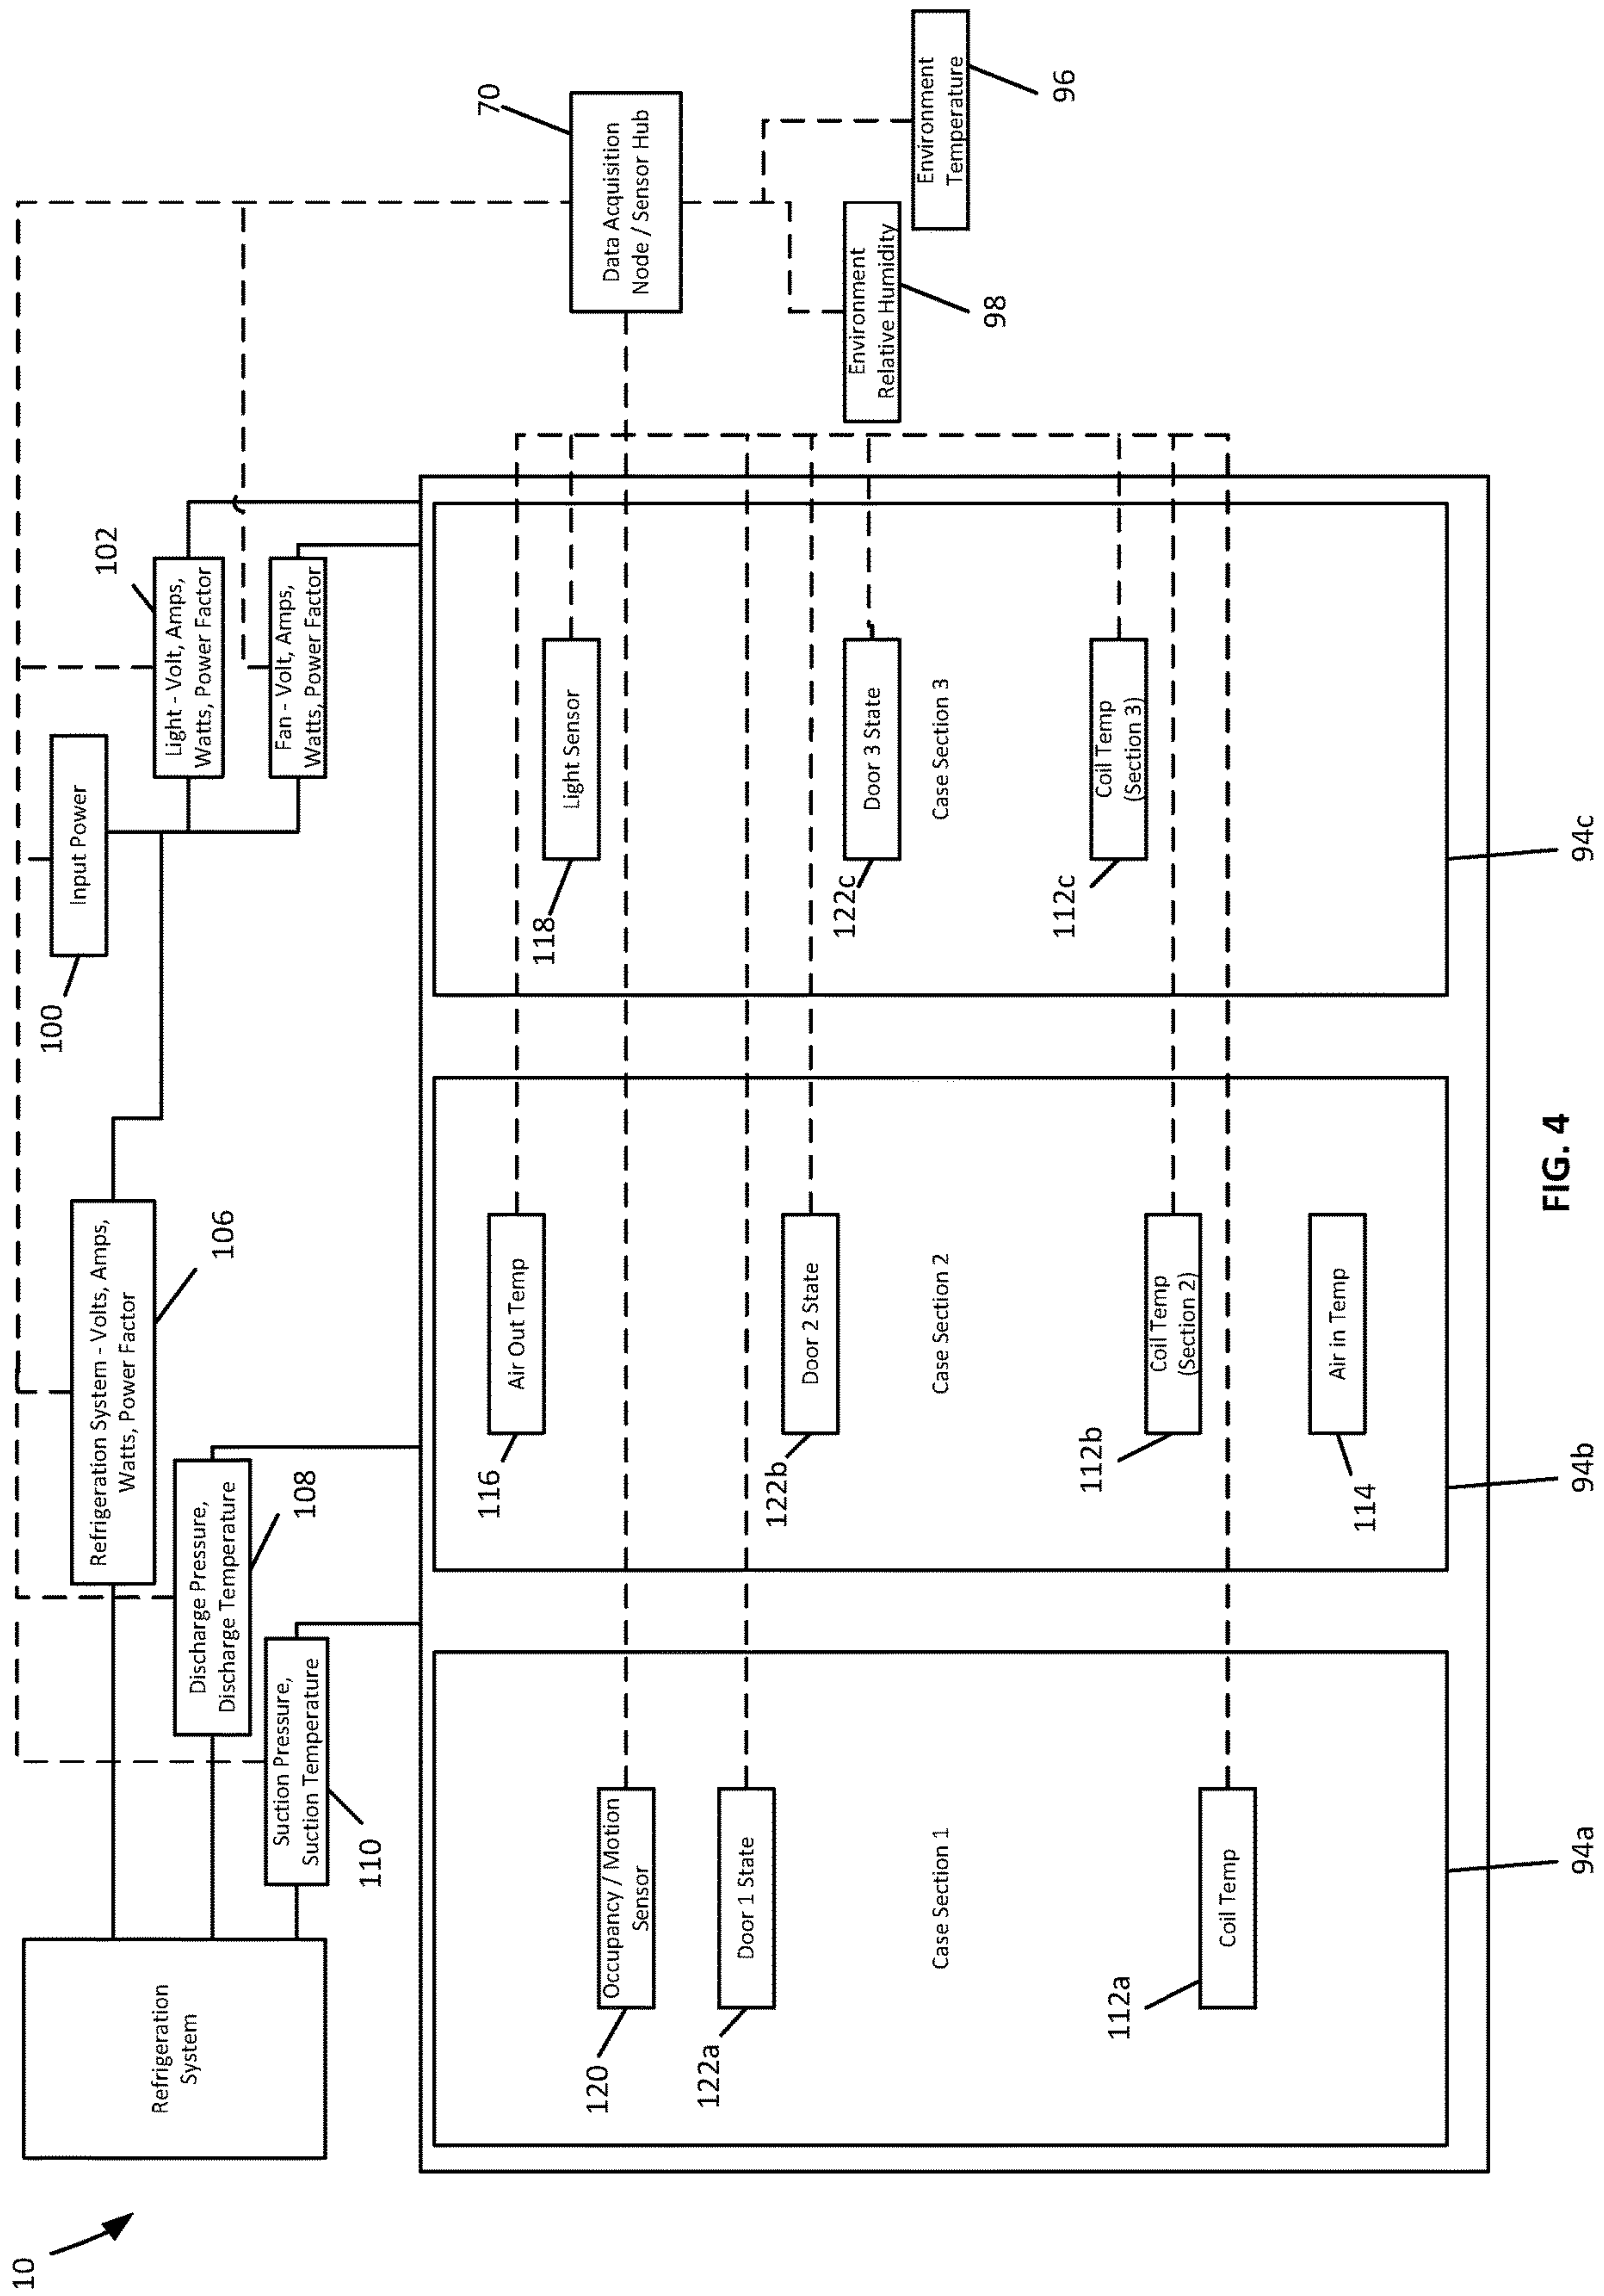 10
Refrigeration
System
Refrigeration System - Volts, Amps,
Watts, Power Factor
106
Discharge Pressure,
Discharge Temperature
108
Suction Pressure,
Suction Temperature
110
100
Input Power
102
Light - Volt, Amps,
Watts, Power Factor
Fan - Volt, Amps,
Watts, Power Factor
70
Data Acquisition
Node / Sensor Hub
Environment
Relative Humidity
98
Environment
Temperature
96
120
Occupancy / Motion
Sensor
122a
Door 1 State
Case Section 1
112a
Coil Temp
94a
116
Air Out Temp
122b
Door 2 State
Case Section 2
112b
Coil Temp
(Section 2)
114
Air in Temp
94b
118
Light Sensor
122c
Door 3 State
Case Section 3
112c
Coil Temp
(Section 3)
94c
FIG. 4